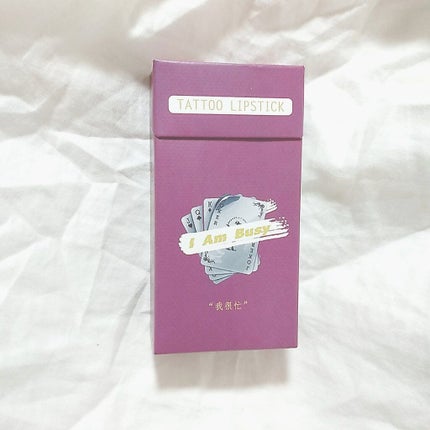 TATTOO LIPSTICK
I Am Busy
“我很忙”